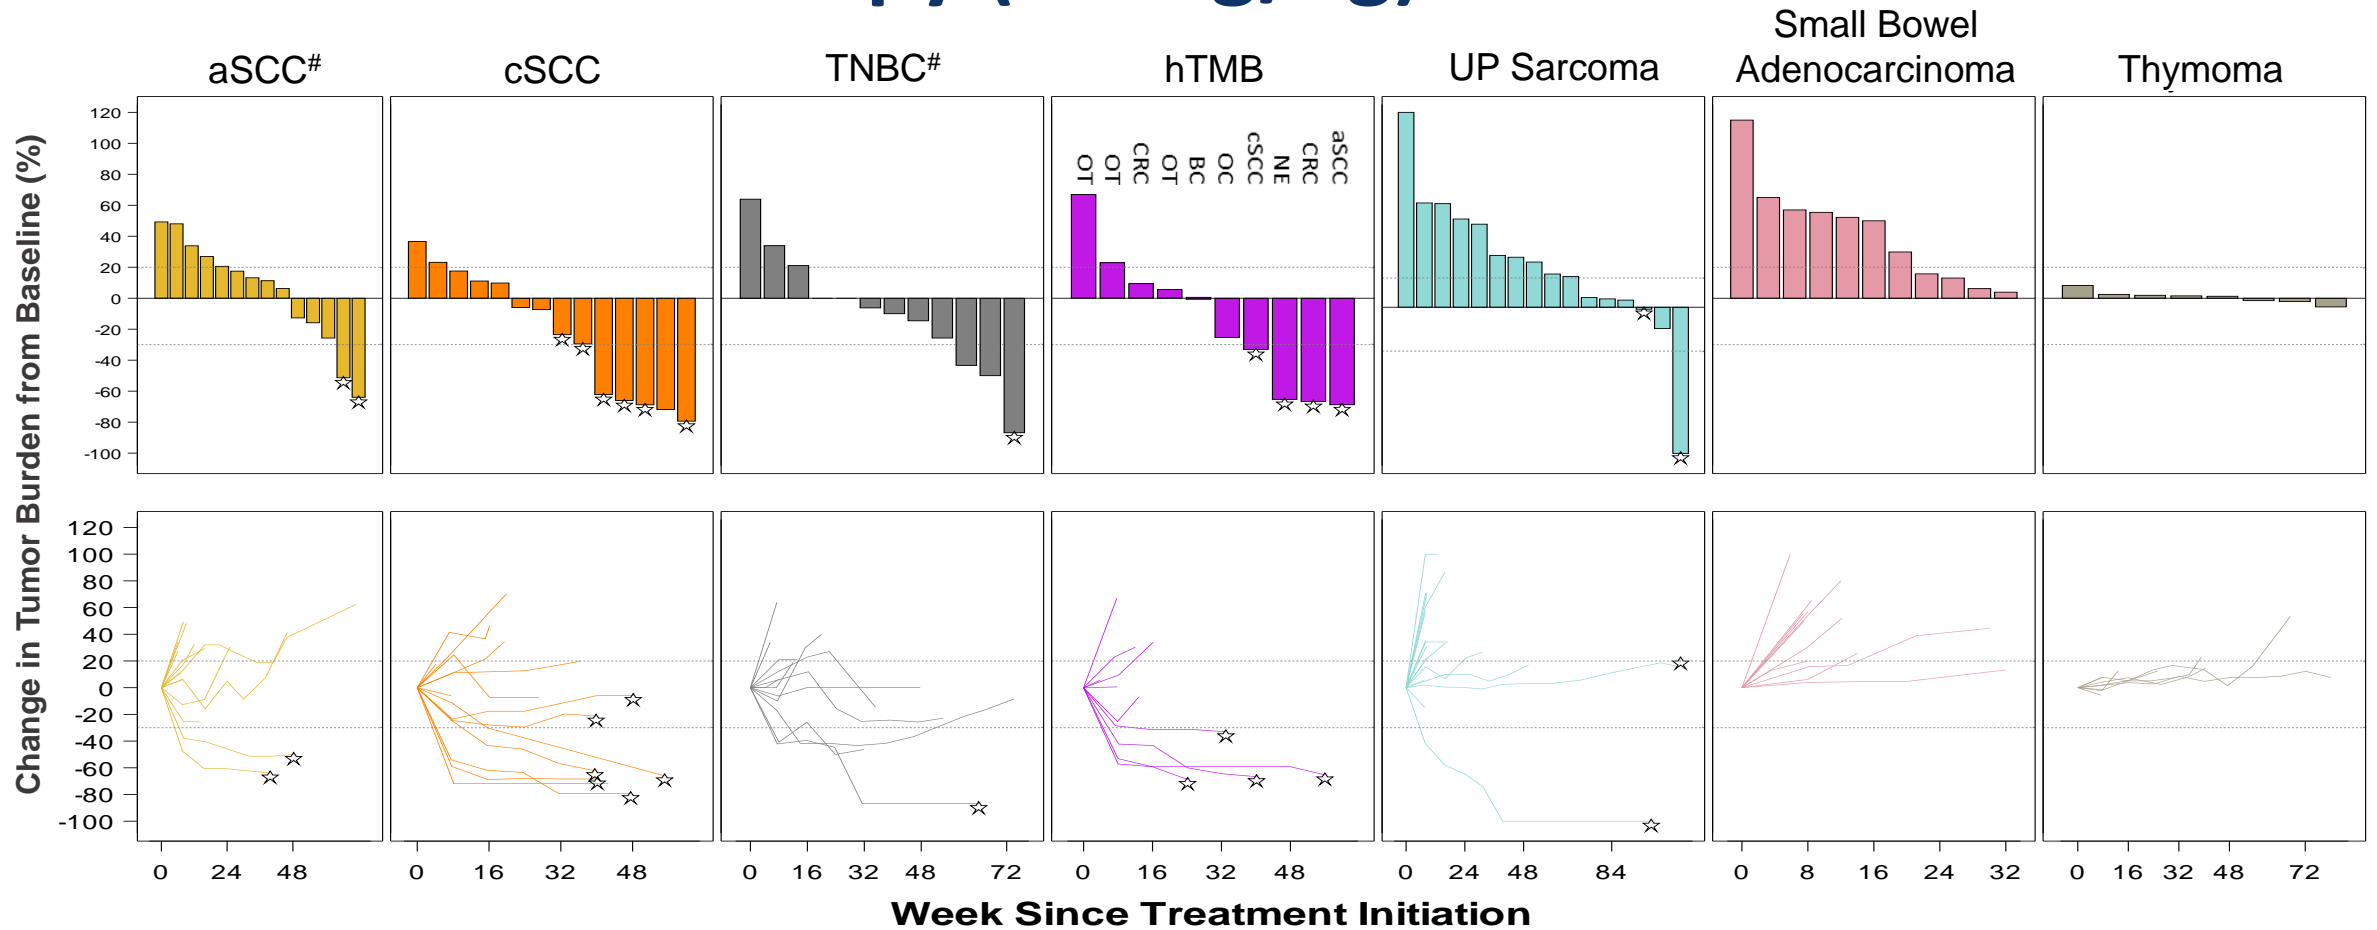 aSCC#
cSCC
TNBC#
hTMB
UP Sarcoma
Small Bowel
Adenocarcinoma
Thymoma
Change in Tumor Burden from Baseline (%)
120
100
80
60
40
20
0
-20
-40
-60
-80
-100
OT
OT
CRC
OT
BC
OC
cSCC
NE
CRC
aSCC
120
100
80
60
40
20
0
-20
-40
-60
-80
-100
0 24 48
0 16 32 48
0 16 32 48 72
0 16 32 48
0 24 48 84
0 8 16 24 32
0 16 32 48 72
Week Since Treatment Initiation